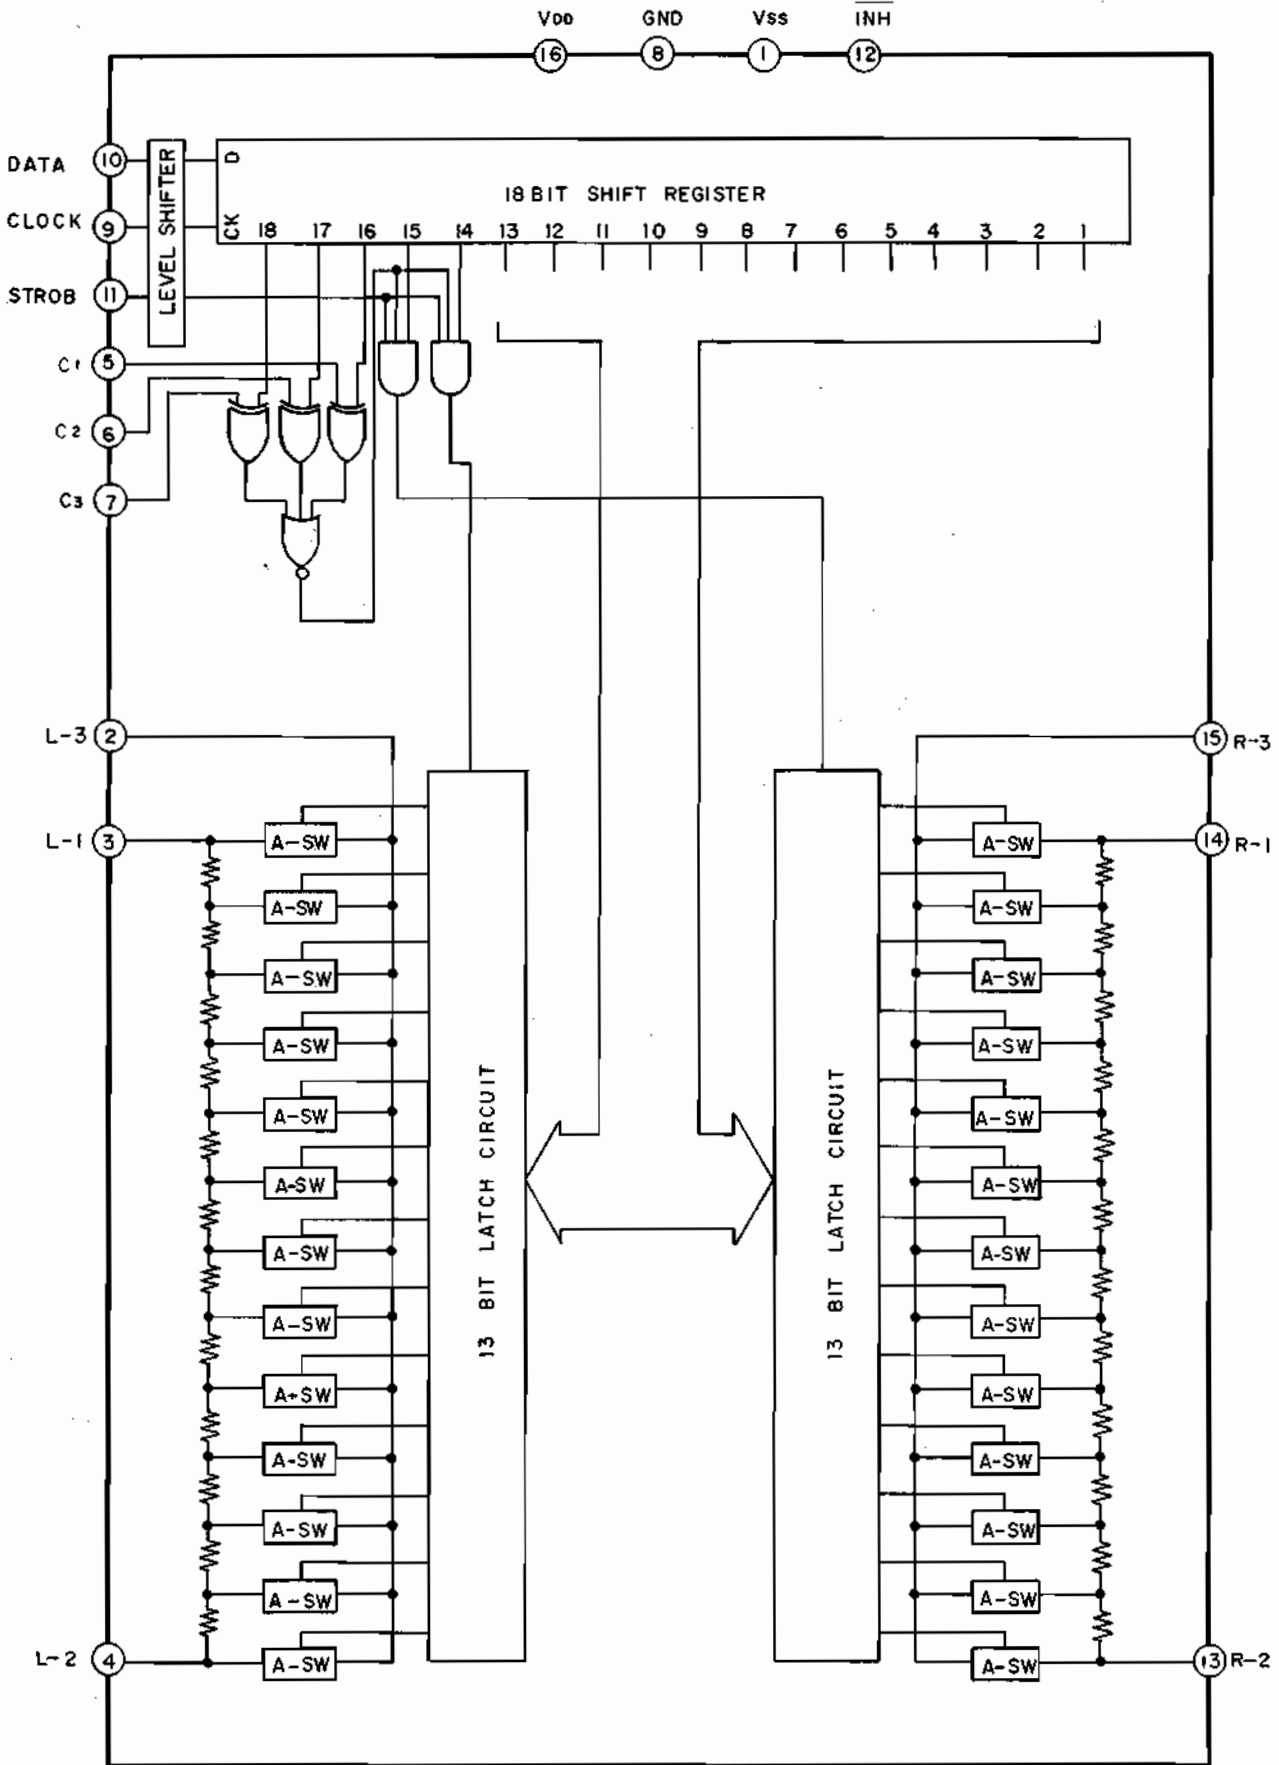 VDD GND VSS INH
16 8 1 12
DATA 10
CLOCK 9
STROB 11
LEVEL SHIFTER
D
CK
18 BIT SHIFT REGISTER
18 17 16 15 14 13 12 11 10 9 8 7 6 5 4 3 2 1
C1 5
C2 6
C3 7
L-3 2
15 R-3
L-1 3
14 R-1
A-SW
A-SW
A-SW
A-SW
A-SW
A-SW
A-SW
A-SW
A+SW
A-SW
A-SW
A-SW
A-SW
13 BIT LATCH CIRCUIT
13 BIT LATCH CIRCUIT
A-SW
A-SW
A-SW
A-SW
A-SW
A-SW
A-SW
A-SW
A-SW
A-SW
A-SW
A-SW
A-SW
L-2 4
13 R-2